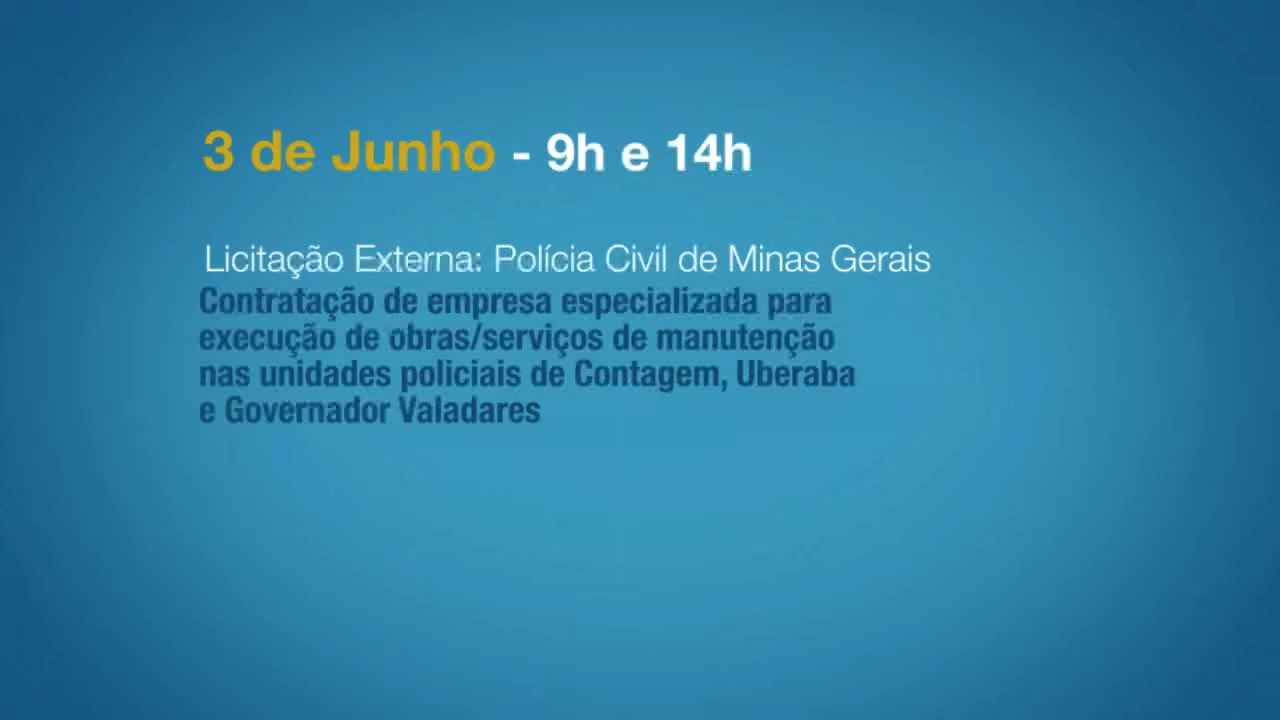 3 de Junho - 9h e 14h
Licitação Externa: Polícia Civil de Minas Gerais
Contratação de empresa especializada para
execução de obras/serviços de manutenção
nas unidades policiais de Contagem, Uberaba
e Governador Valadares